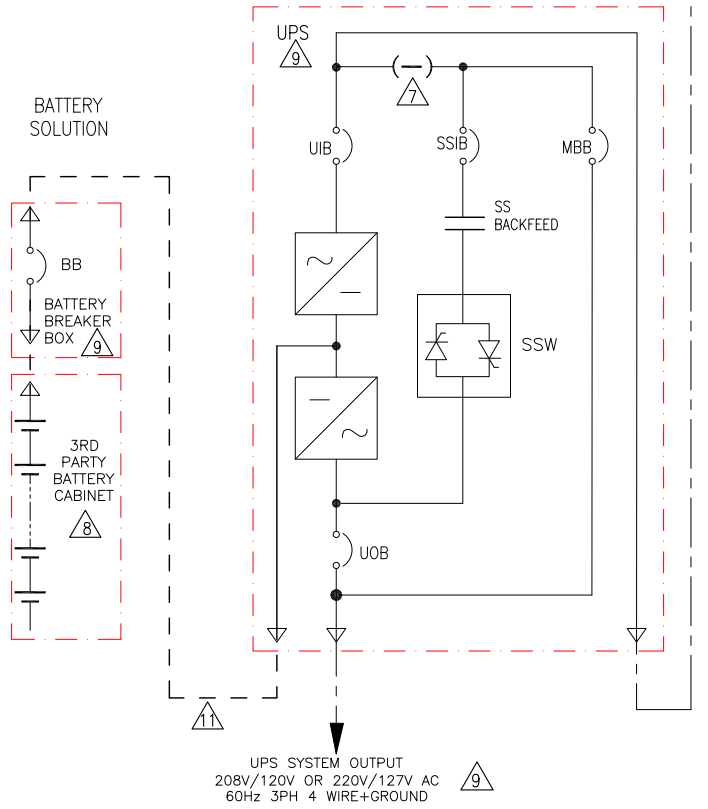 UPS
9
7
BATTERY
SOLUTION
UIB
SSIB
MBB
SS
BACKFEED
BB
BATTERY
BREAKER
BOX
9
SSW
3RD
PARTY
BATTERY
CABINET
8
UOB
11
UPS SYSTEM OUTPUT
208V/120V OR 220V/127V AC
60Hz 3PH 4 WIRE+GROUND
9